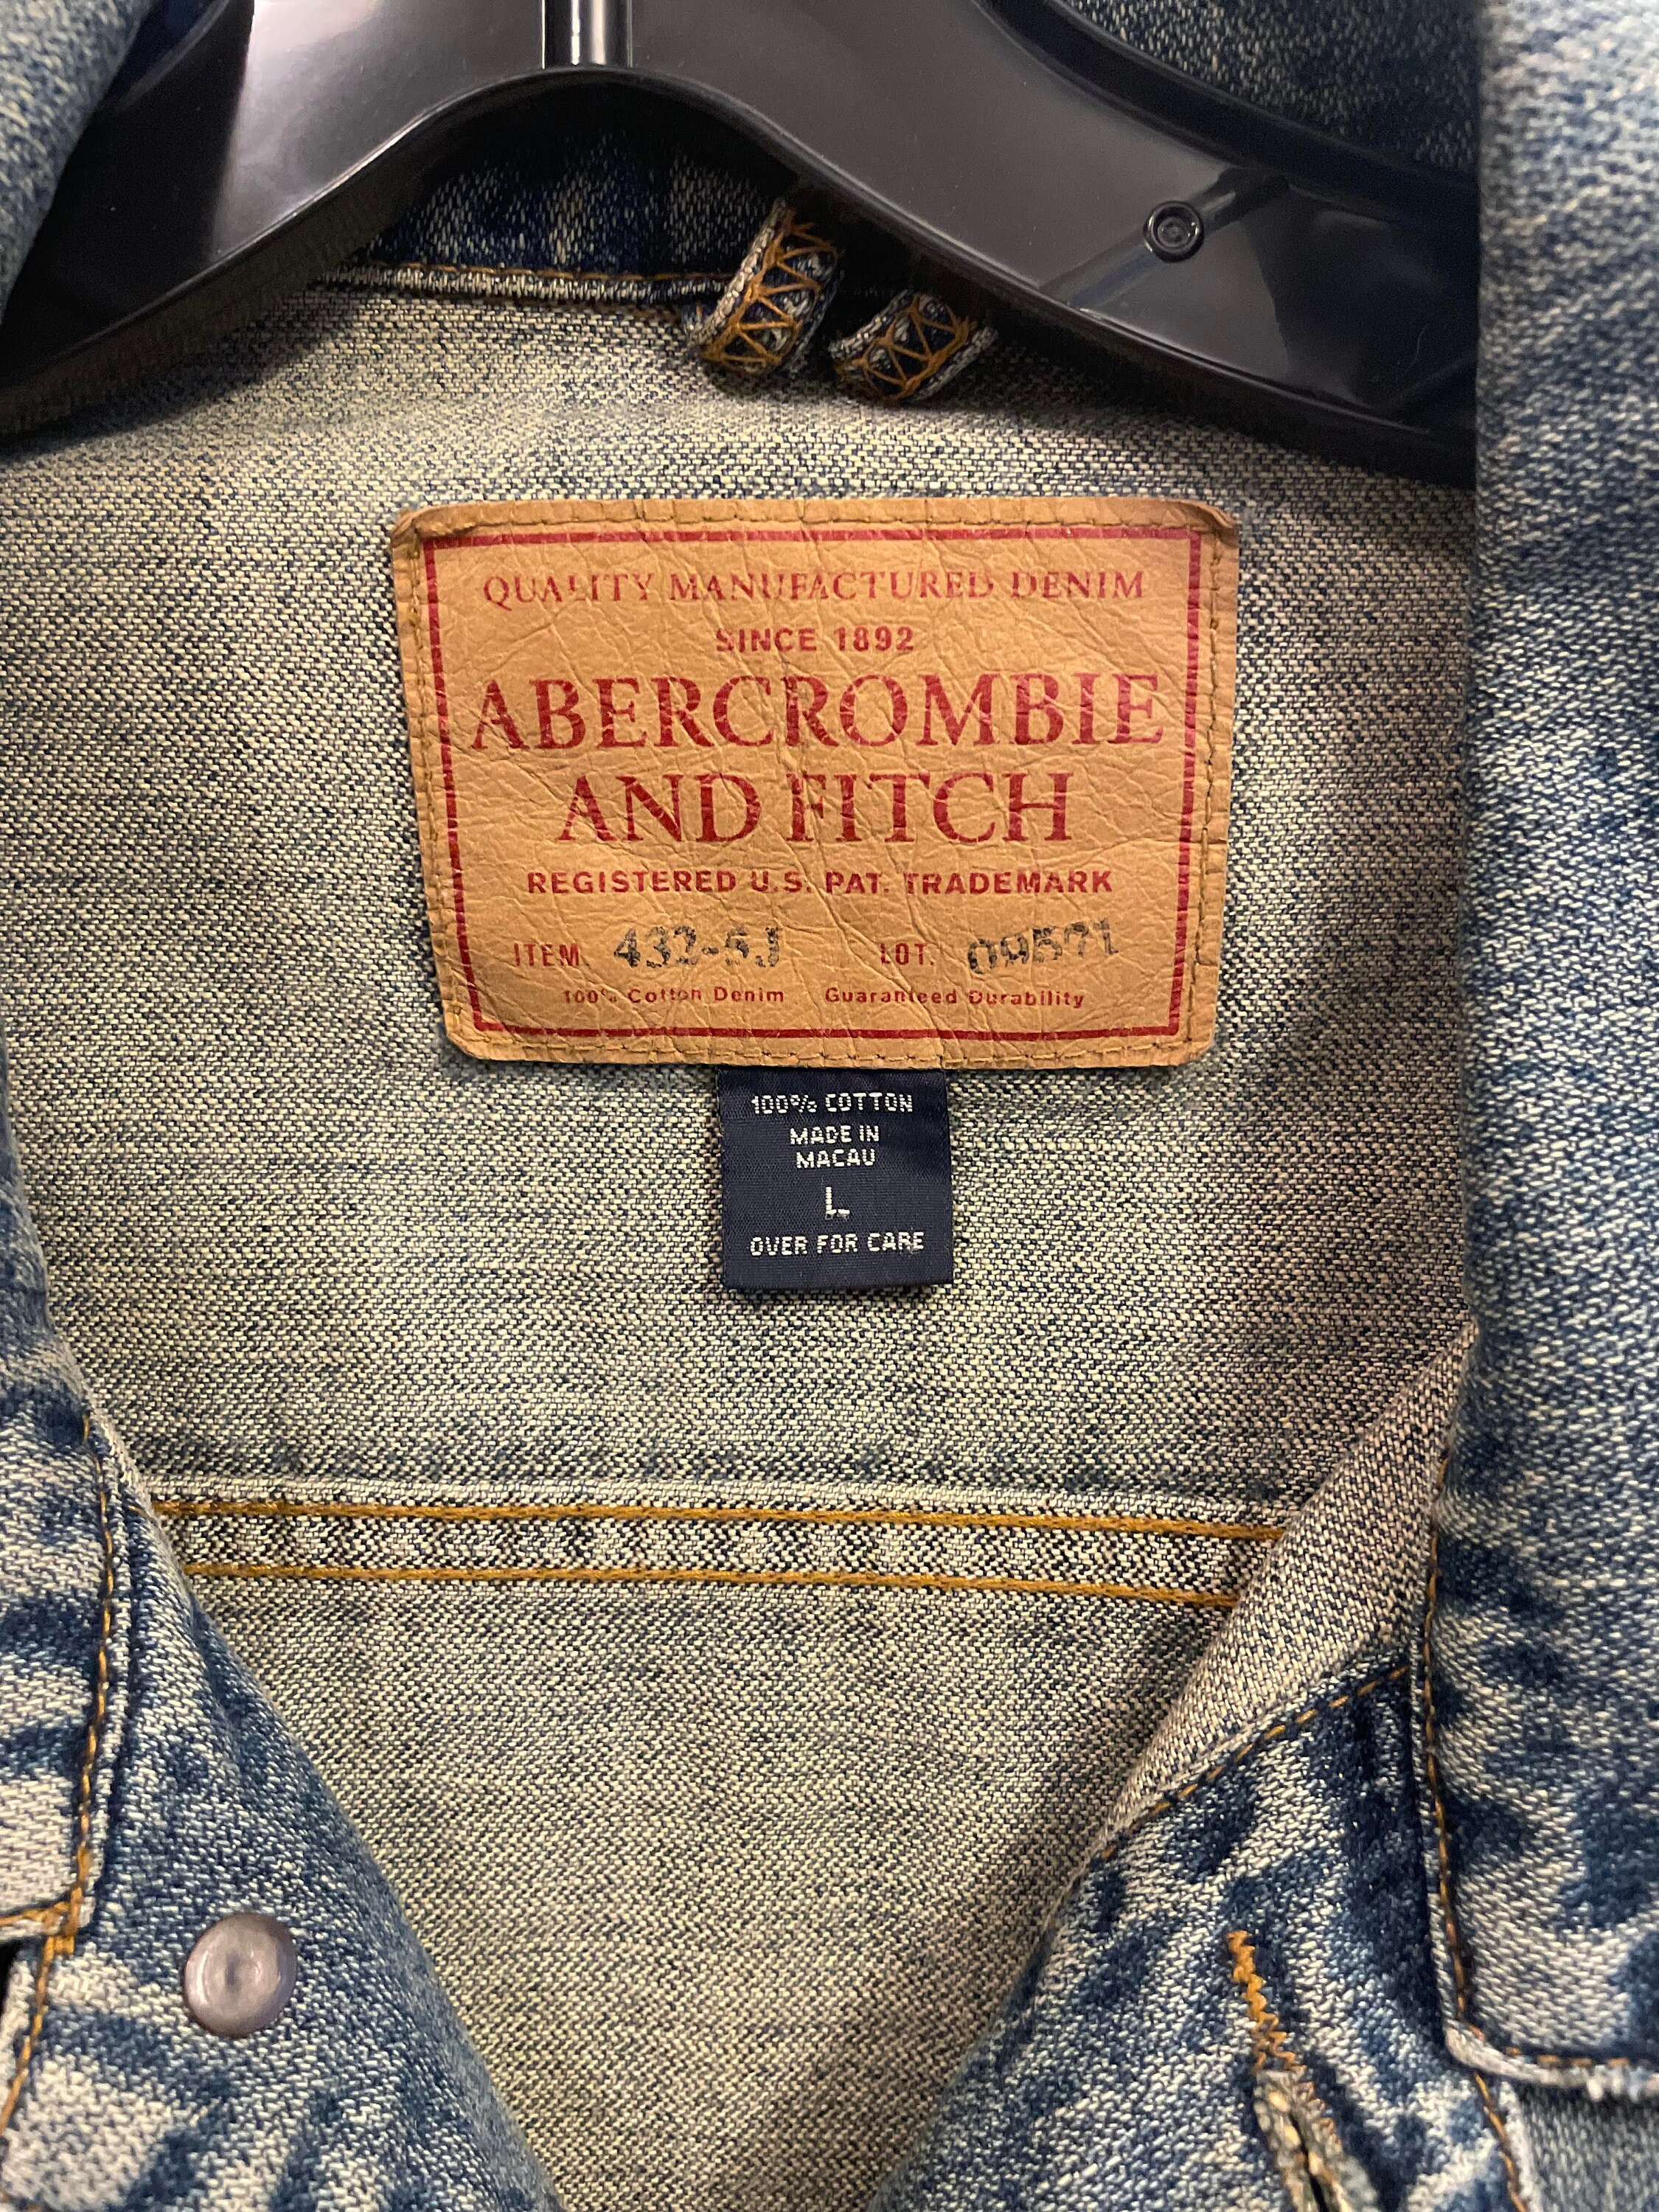 QUALITY MANUFACTURED DENIM
SINCE 1892
ABERCROMBIE
AND FITCH
REGISTERED U.S. PAT. TRADEMARK
ITEM 432-5J LOT. 09571
100% Cotton Denim Guaranteed Durability
100% COTTON
MADE IN
MACAU
L
OVER FOR CARE